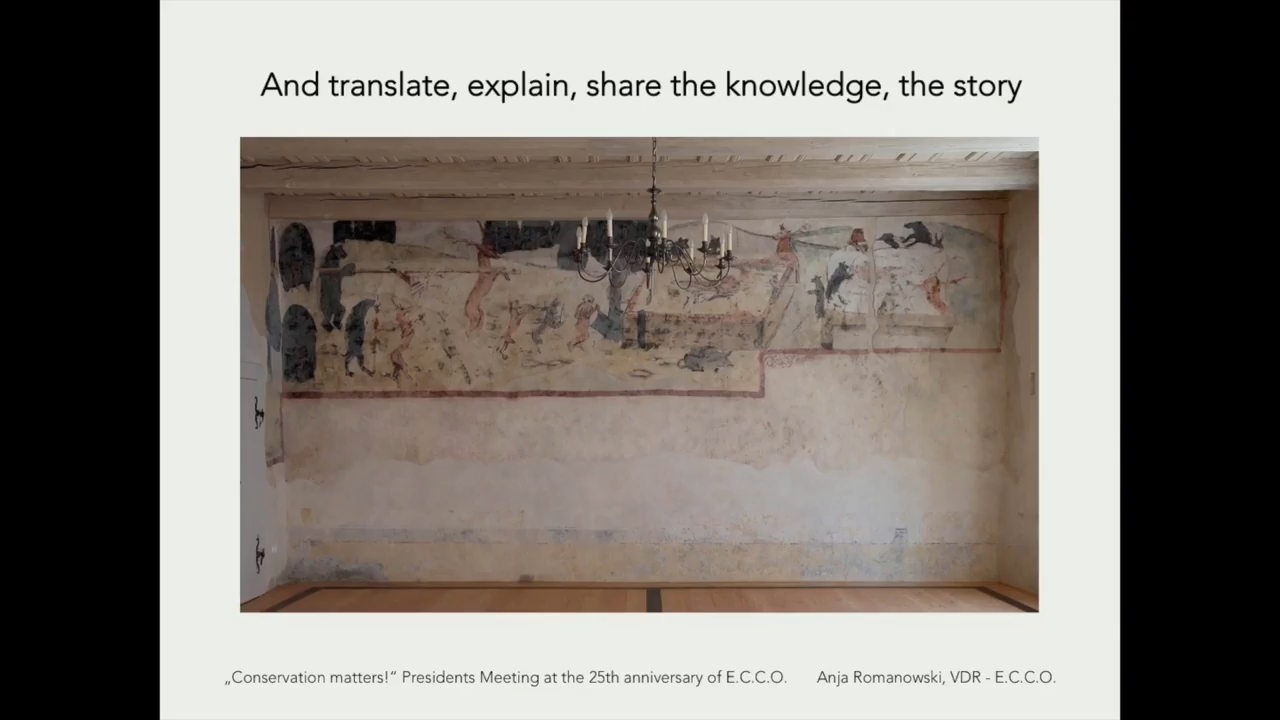 And translate, explain, share the knowledge, the story
„Conservation matters!“ Presidents Meeting at the 25th anniversary of E.C.C.O. Anja Romanowski, VDR - E.C.C.O.